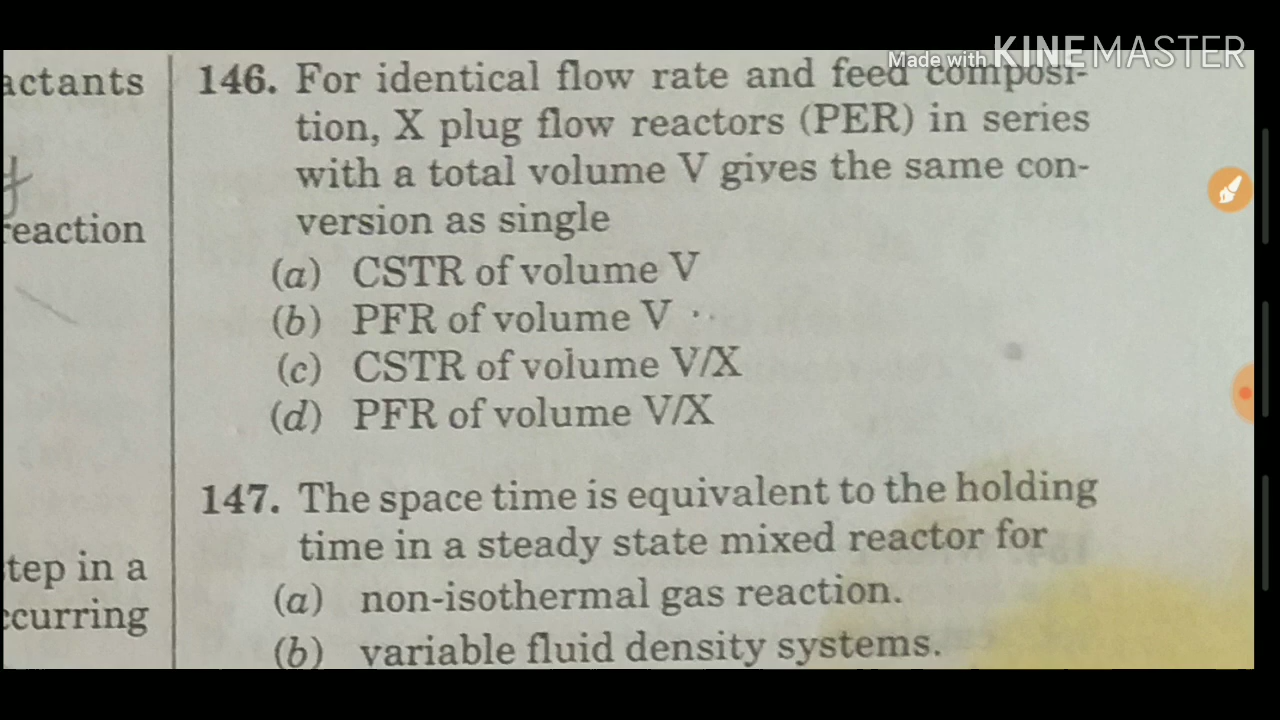 Made with KINEMASTER
actants
reaction
tep in a
ccurring
146. For identical flow rate and feed composi-
tion, X plug flow reactors (PER) in series
with a total volume V gives the same con-
version as single
(a) CSTR of volume V
(b) PFR of volume V
(c) CSTR of volume V/X
(d) PFR of volume V/X
147. The space time is equivalent to the holding
time in a steady state mixed reactor for
(a) non-isothermal gas reaction.
(b) variable fluid density systems.